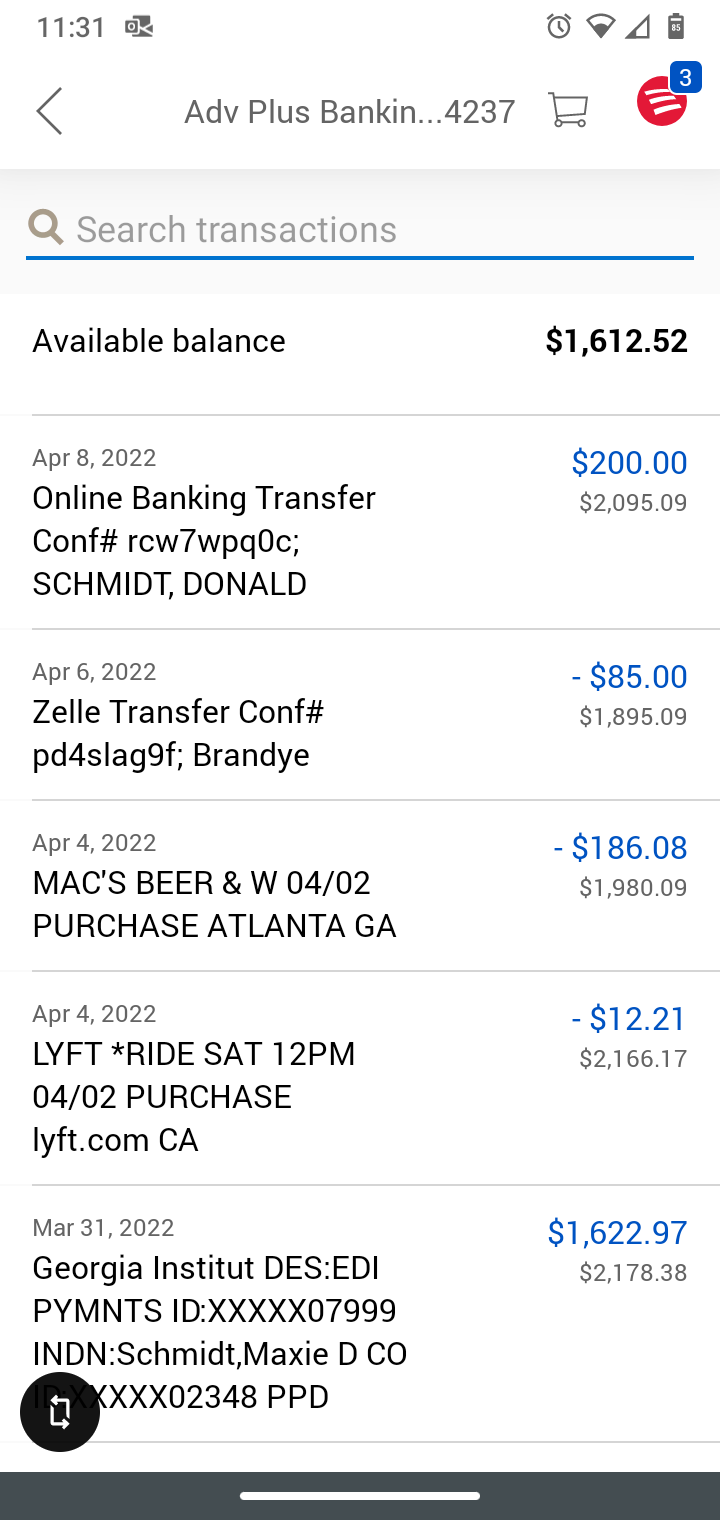 11:31
85
Adv Plus Bankin...4237
3
Search transactions
Available balance $1,612.52
Apr 8, 2022 $200.00
Online Banking Transfer $2,095.09
Conf# rcw7wpq0c;
SCHMIDT, DONALD
Apr 6, 2022 - $85.00
Zelle Transfer Conf# $1,895.09
pd4slag9f; Brandye
Apr 4, 2022 - $186.08
MAC'S BEER & W 04/02 $1,980.09
PURCHASE ATLANTA GA
Apr 4, 2022 - $12.21
LYFT *RIDE SAT 12PM $2,166.17
04/02 PURCHASE
lyft.com CA
Mar 31, 2022 $1,622.97
Georgia Institut DES:EDI $2,178.38
PYMNTS ID:XXXXX07999
INDN:Schmidt,Maxie D CO
ID:XXXXX02348 PPD